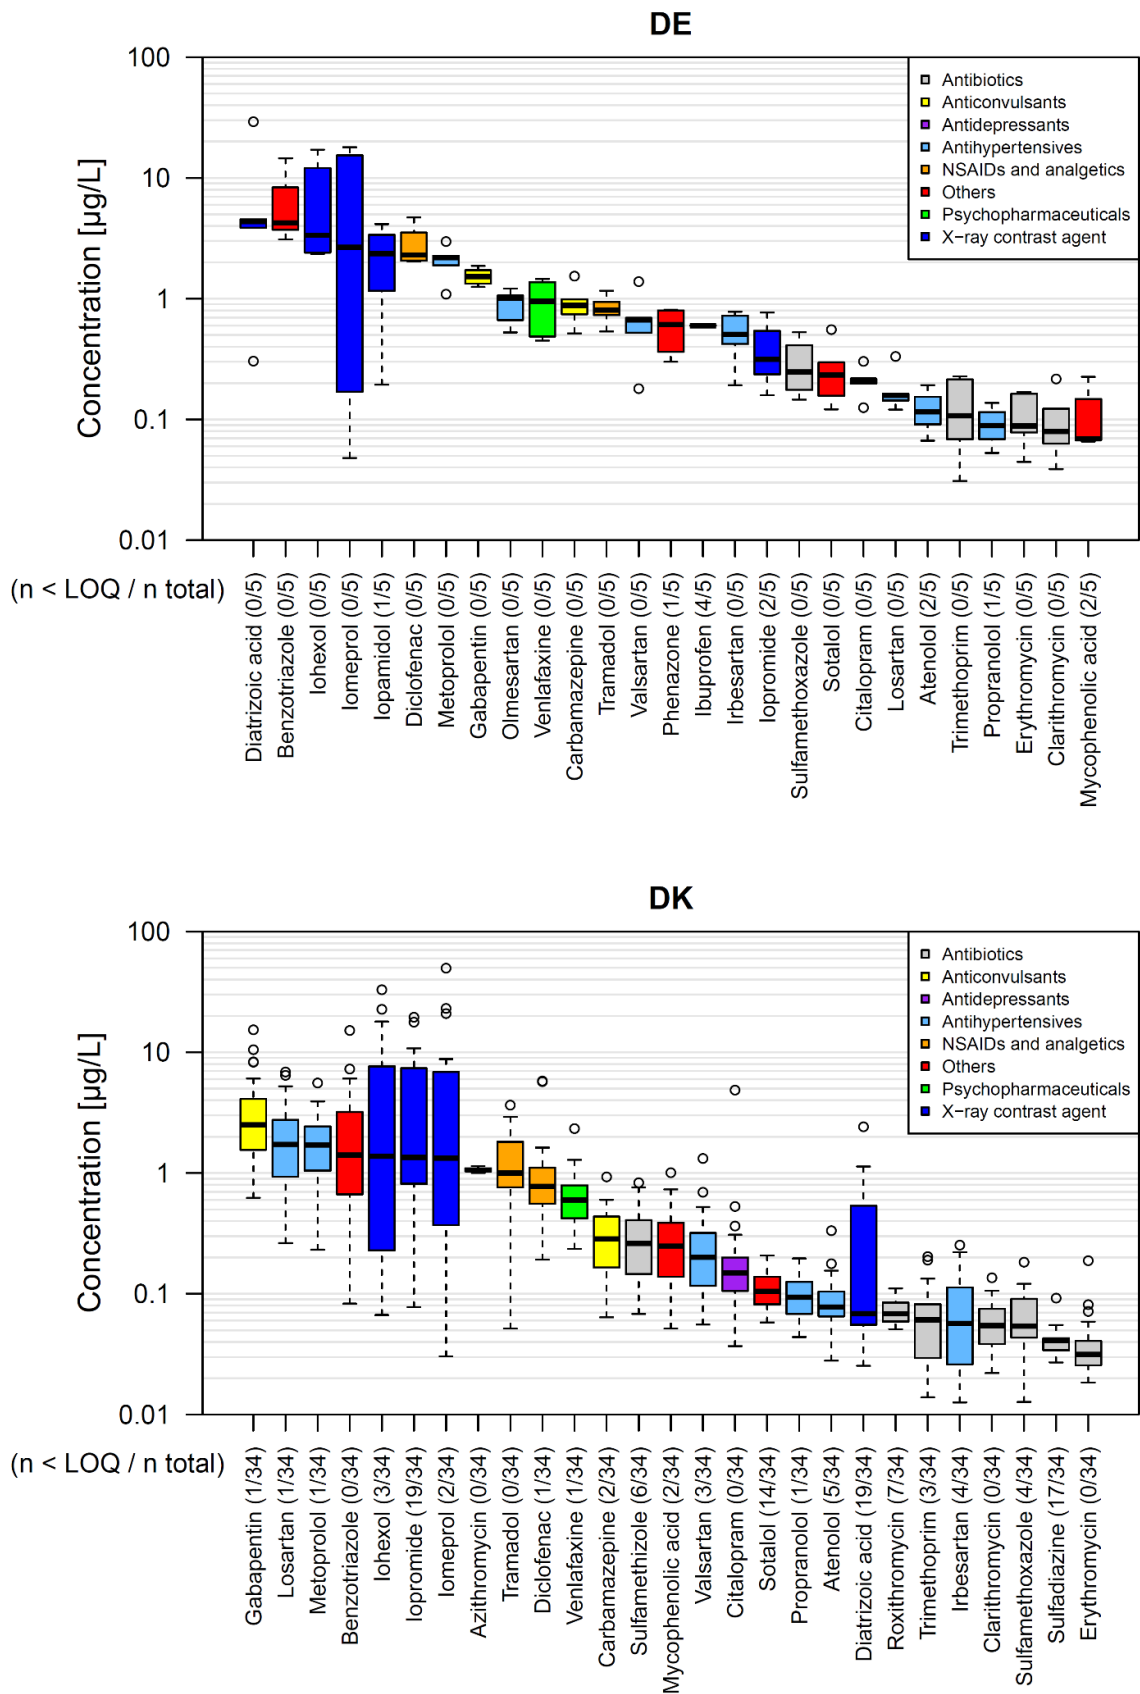 DE
100
10
1
0.1
0.01
Concentration [µg/L]
Antibiotics
Anticonvulsants
Antidepressants
Antihypertensives
NSAIDs and analgetics
Others
Psychopharmaceuticals
X−ray contrast agent
(n < LOQ / n total)
Diatrizoic acid (0/5)
Benzotriazole (0/5)
Iohexol (0/5)
Iomeprol (0/5)
Iopamidol (1/5)
Diclofenac (0/5)
Metoprolol (0/5)
Gabapentin (0/5)
Olmesartan (0/5)
Venlafaxine (0/5)
Carbamazepine (0/5)
Tramadol (0/5)
Valsartan (0/5)
Phenazone (1/5)
Ibuprofen (4/5)
Irbesartan (0/5)
Iopromide (2/5)
Sulfamethoxazole (0/5)
Sotalol (0/5)
Citalopram (0/5)
Losartan (0/5)
Atenolol (2/5)
Trimethoprim (0/5)
Propranolol (1/5)
Erythromycin (0/5)
Clarithromycin (0/5)
Mycophenolic acid (2/5)
DK
100
10
1
0.1
0.01
Concentration [µg/L]
Antibiotics
Anticonvulsants
Antidepressants
Antihypertensives
NSAIDs and analgetics
Others
Psychopharmaceuticals
X−ray contrast agent
(n < LOQ / n total)
Gabapentin (1/34)
Losartan (1/34)
Metoprolol (1/34)
Benzotriazole (0/34)
Iohexol (3/34)
Iopromide (19/34)
Iomeprol (2/34)
Azithromycin (0/34)
Tramadol (0/34)
Diclofenac (1/34)
Venlafaxine (1/34)
Carbamazepine (2/34)
Sulfamethizole (6/34)
Mycophenolic acid (2/34)
Valsartan (3/34)
Citalopram (0/34)
Sotalol (14/34)
Propranolol (1/34)
Atenolol (5/34)
Diatrizoic acid (19/34)
Roxithromycin (7/34)
Trimethoprim (3/34)
Irbesartan (4/34)
Clarithromycin (0/34)
Sulfamethoxazole (4/34)
Sulfadiazine (17/34)
Erythromycin (0/34)